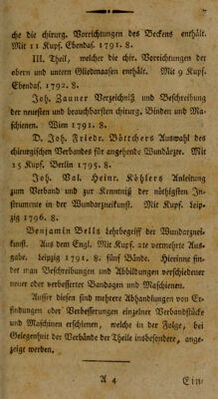 che die chirurg. Vorrichtungen des Beckens enthält.
Mit 11 Kupf. Ebendas. 1791. 8.
III. Theil, welcher die chir. Vorrichtungen der
obern und untern Gliedmaaßen enthält. Mit 9 Kupf.
Ebendas. 1792. 8.
Joh. Zauner Verzeichniß und Beschreibung
der neuesten und beauchbarsten chirurg. Binden und Ma-
schienen. Wien 1791. 8.
D. Joh. Friedr. Böttchers Auswahl des
chirurgischen Verbandes für angehende Wundärzte. Mit
15 Kupf. Berlin 1795. 8.
Joh. Val. Heinr. Köhlers Anleitung
zum Verband und zur Kenntniß der nöthigsten In-
strumente in der Wundarzneikunst. Mit Kupf. Leip-
zig 1796. 8.
Benjamin Bells Lehrbegriff der Wundarznei-
kunst. Aus dem Engl. Mit Kupf. 2te vermehrte Aus-
gabe. Leipzig 1791. 8. fünf Bände. Hierinne fin-
det man Beschreibungen und Abbildungen verschiedener
neuer oder verbesserter Bandagen und Maschienen.
Ausser diesen sind mehrere Abhandlungen von Er-
findungen oder Verbesserungen einzelner Verbandstücke
und Maschinen erschienen, welche in der Folge, bei
Gelegenheit der Verbände der Theile insbesondere, ange-
zeige werden.
A 4
Ein=